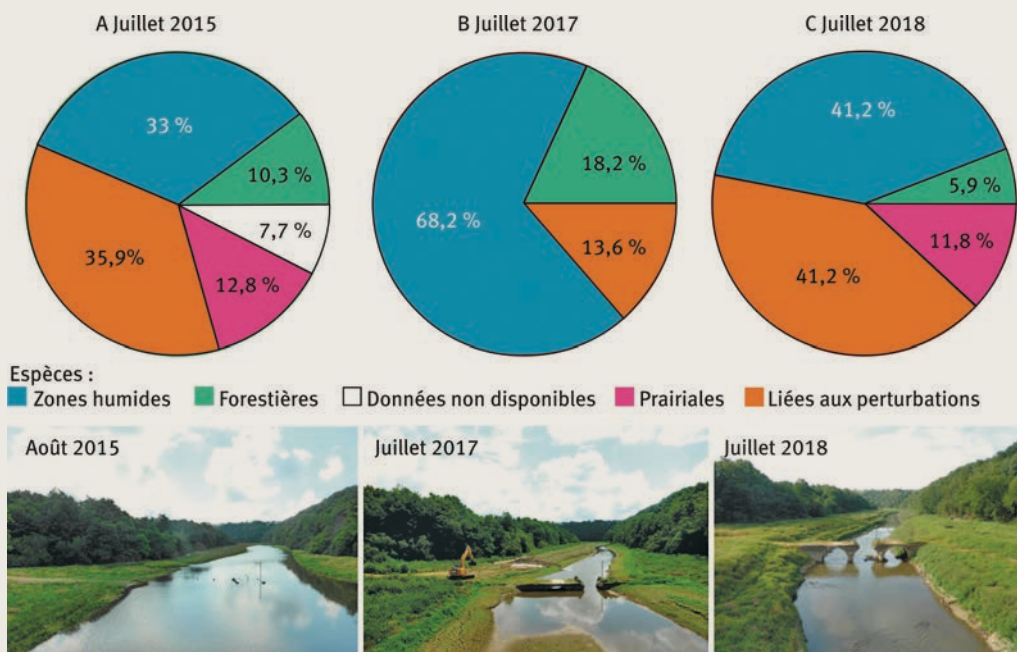 A Juillet 2015
B Juillet 2017
C Juillet 2018
33 %
10,3 %
7,7 %
12,8 %
35,9%
68,2 %
18,2 %
13,6 %
41,2 %
5,9 %
11,8 %
41,2 %
Espèces :
Zones humides Forestières Données non disponibles Prairiales Liées aux perturbations
Août 2015
Juillet 2017
Juillet 2018